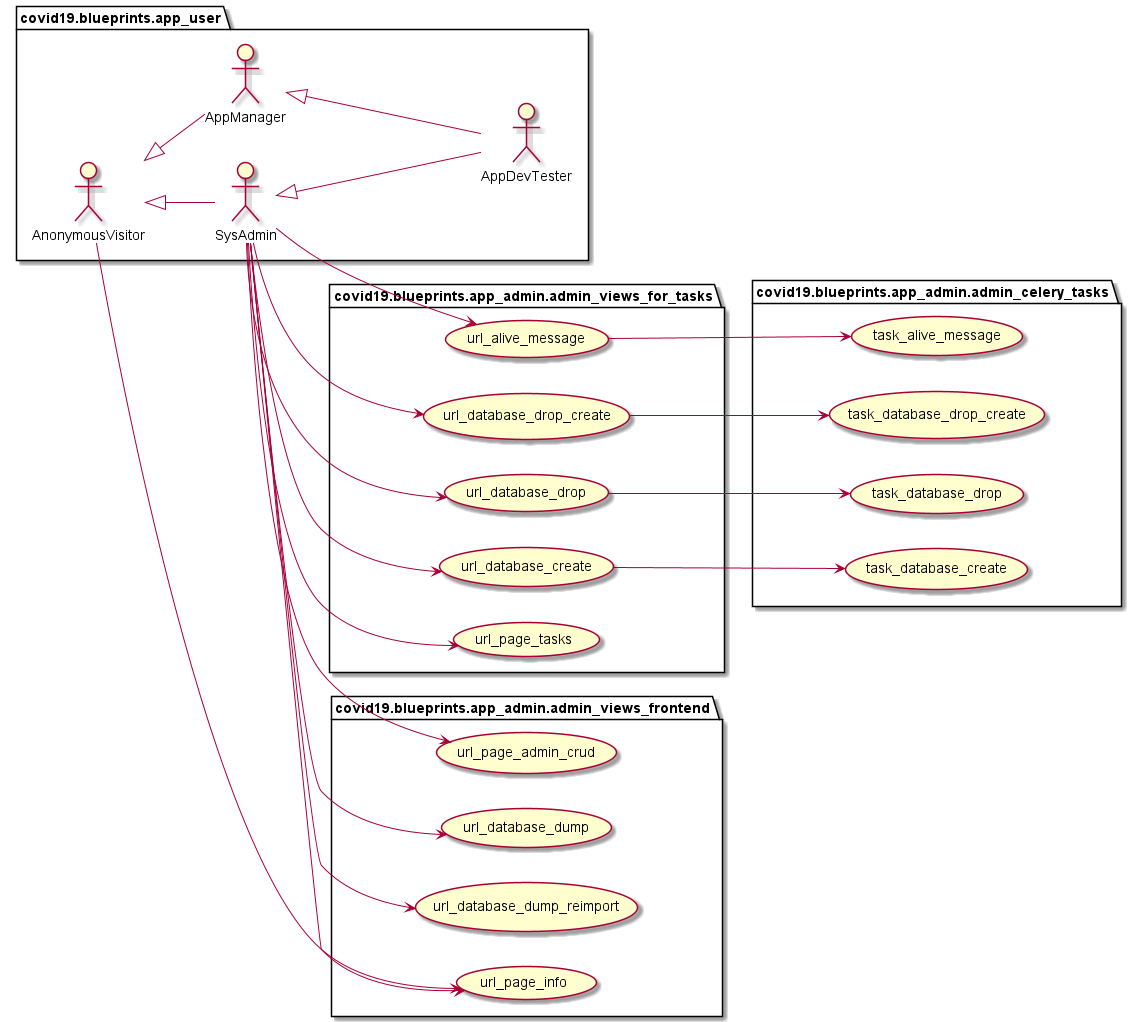 covid19.blueprints.app_user
AppManager
AppDevTester
AnonymousVisitor
SysAdmin
covid19.blueprints.app_admin.admin_views_for_tasks
url_alive_message
url_database_drop_create
url_database_drop
url_database_create
url_page_tasks
covid19.blueprints.app_admin.admin_celery_tasks
task_alive_message
task_database_drop_create
task_database_drop
task_database_create
covid19.blueprints.app_admin.admin_views_frontend
url_page_admin_crud
url_database_dump
url_database_dump_reimport
url_page_info